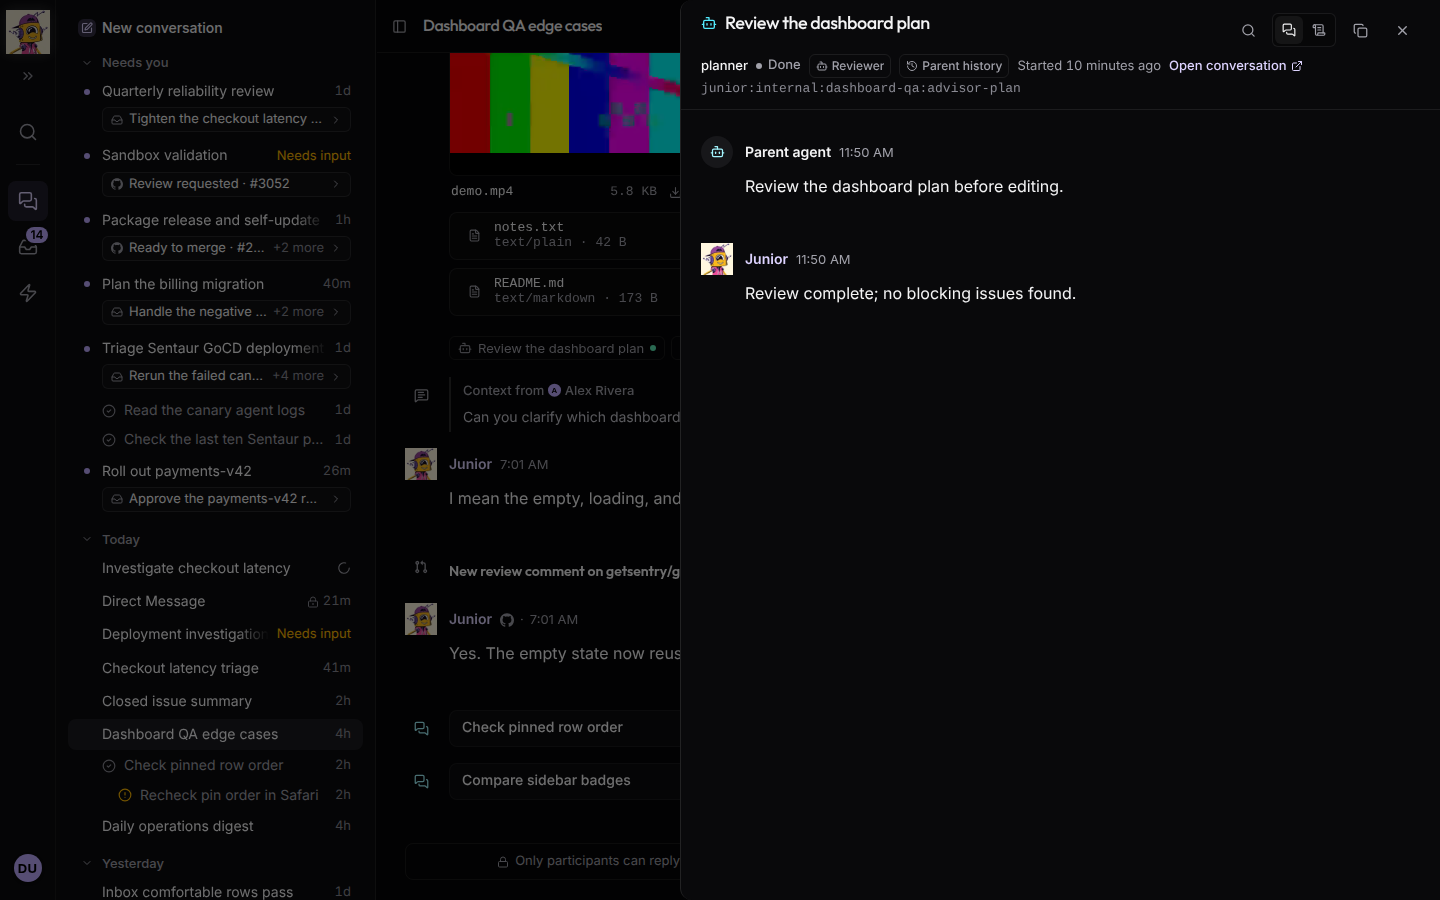 New conversation
Needs you
Quarterly reliability review 1d
Tighten the checkout latency ...
Sandbox validation Needs input
Review requested · #3052
Package release and self-update 1h
Ready to merge · #2... +2 more
Plan the billing migration 40m
Handle the negative ... +2 more
Triage Sentaur GoCD deployment 1d
Rerun the failed can... +4 more
Read the canary agent logs 1d
Check the last ten Sentaur p... 1d
Roll out payments-v42 26m
Approve the payments-v42 r...
Today
Investigate checkout latency
Direct Message 21m
Deployment investigation Needs input
Checkout latency triage 41m
Closed issue summary 2h
Dashboard QA edge cases 4h
Check pinned row order 2h
Recheck pin order in Safari 2h
Daily operations digest 4h
Yesterday
Inbox comfortable rows pass 1d
14
DU
Dashboard QA edge cases
demo.mp4 5.8 KB
notes.txt
text/plain · 42 B
README.md
text/markdown · 173 B
Review the dashboard plan
Context from A Alex Rivera
Can you clarify which dashboard
Junior 7:01 AM
I mean the empty, loading, and
New review comment on getsentry/g
Junior · 7:01 AM
Yes. The empty state now reus
Check pinned row order
Compare sidebar badges
Only participants can reply
Review the dashboard plan
planner Done Reviewer Parent history Started 10 minutes ago Open conversation
junior:internal:dashboard-qa:advisor-plan
Parent agent 11:50 AM
Review the dashboard plan before editing.
Junior 11:50 AM
Review complete; no blocking issues found.